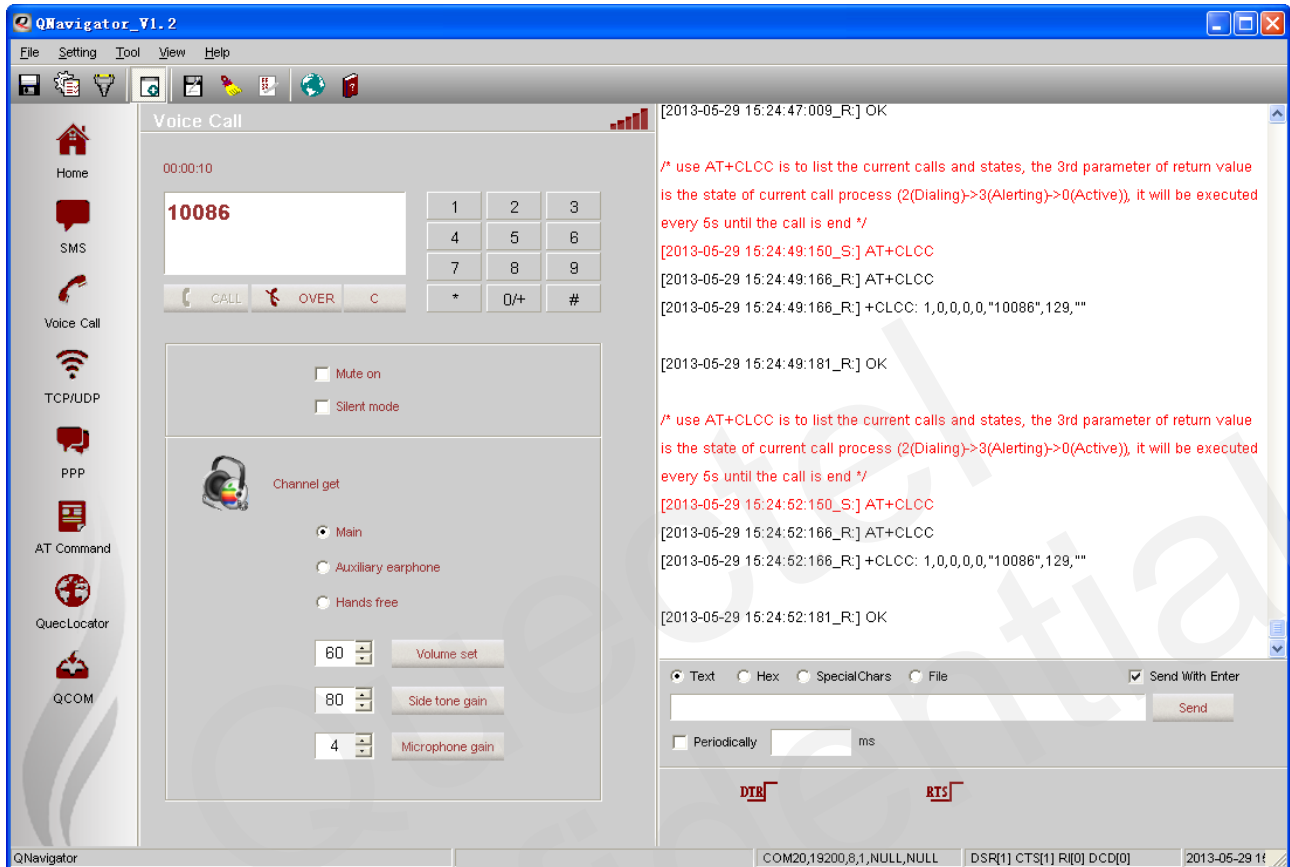 QNavigator_V1.2
File Setting Tool View Help
Home
SMS
Voice Call
TCP/UDP
PPP
AT Command
QuecLocator
QCOM
Voice Call
00:00:10
10086
1 2 3
4 5 6
7 8 9
* 0/+ #
CALL OVER C
Mute on
Silent mode
Channel get
Main
Auxiliary earphone
Hands free
60 Volume set
80 Side tone gain
4 Microphone gain
[2013-05-29 15:24:47:009_R:] OK
/* use AT+CLCC is to list the current calls and states, the 3rd parameter of return value
is the state of current call process (2(Dialing)->3(Alerting)->0(Active)), it will be executed
every 5s until the call is end */
[2013-05-29 15:24:49:150_S:] AT+CLCC
[2013-05-29 15:24:49:166_R:] AT+CLCC
[2013-05-29 15:24:49:166_R:] +CLCC: 1,0,0,0,0,"10086",129,""
[2013-05-29 15:24:49:181_R:] OK
/* use AT+CLCC is to list the current calls and states, the 3rd parameter of return value
is the state of current call process (2(Dialing)->3(Alerting)->0(Active)), it will be executed
every 5s until the call is end */
[2013-05-29 15:24:52:150_S:] AT+CLCC
[2013-05-29 15:24:52:166_R:] AT+CLCC
[2013-05-29 15:24:52:166_R:] +CLCC: 1,0,0,0,0,"10086",129,""
[2013-05-29 15:24:52:181_R:] OK
Text Hex SpecialChars File Send With Enter
Send
Periodically ms
DTR RTS
QNavigator COM20,19200,8,1,NULL,NULL DSR[1] CTS[1] RI[0] DCD[0] 2013-05-29
Quectel